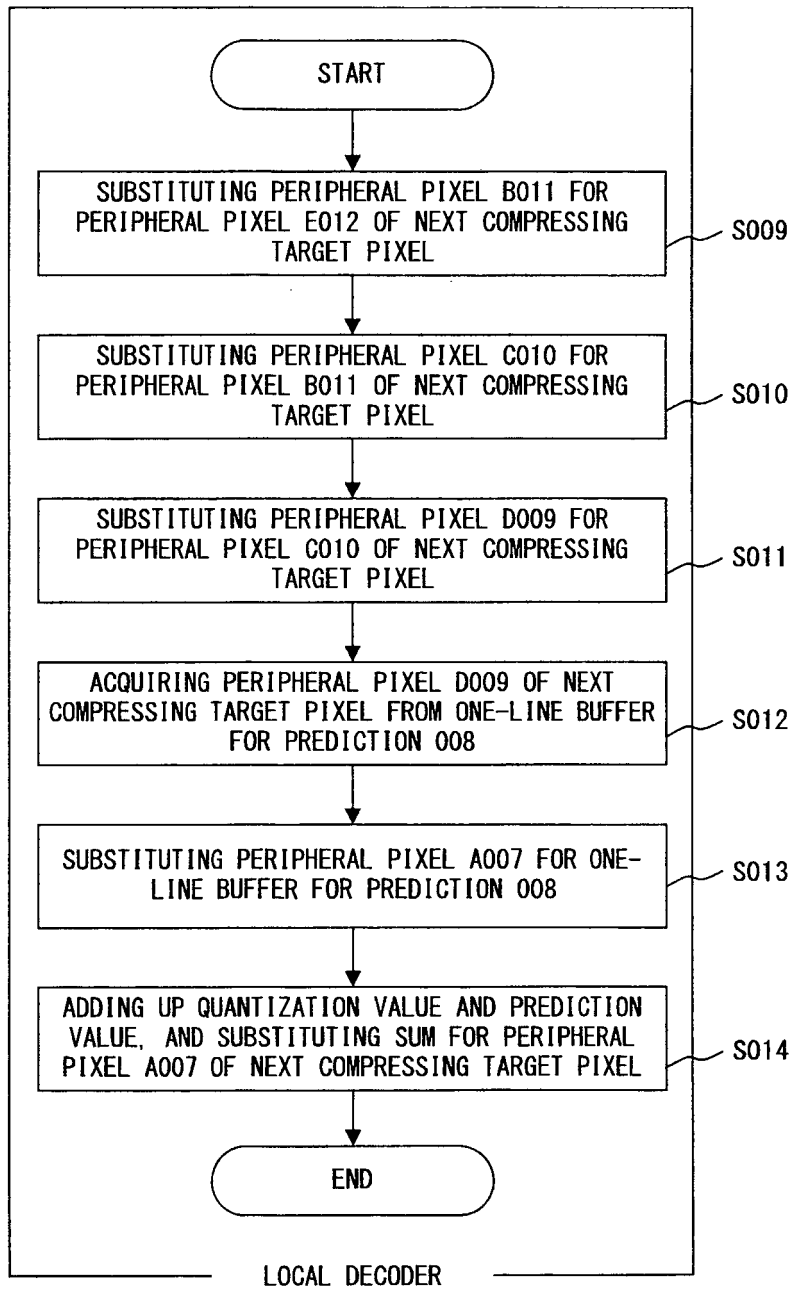 START
SUBSTITUTING PERIPHERAL PIXEL B011 FOR
PERIPHERAL PIXEL E012 OF NEXT COMPRESSING
TARGET PIXEL
S009
SUBSTITUTING PERIPHERAL PIXEL C010 FOR
PERIPHERAL PIXEL B011 OF NEXT COMPRESSING
TARGET PIXEL
S010
SUBSTITUTING PERIPHERAL PIXEL D009 FOR
PERIPHERAL PIXEL C010 OF NEXT COMPRESSING
TARGET PIXEL
S011
ACQUIRING PERIPHERAL PIXEL D009 OF NEXT
COMPRESSING TARGET PIXEL FROM ONE-LINE BUFFER
FOR PREDICTION 008
S012
SUBSTITUTING PERIPHERAL PIXEL A007 FOR ONE-
LINE BUFFER FOR PREDICTION 008
S013
ADDING UP QUANTIZATION VALUE AND PREDICTION
VALUE, AND SUBSTITUTING SUM FOR PERIPHERAL
PIXEL A007 OF NEXT COMPRESSING TARGET PIXEL
S014
END
LOCAL DECODER